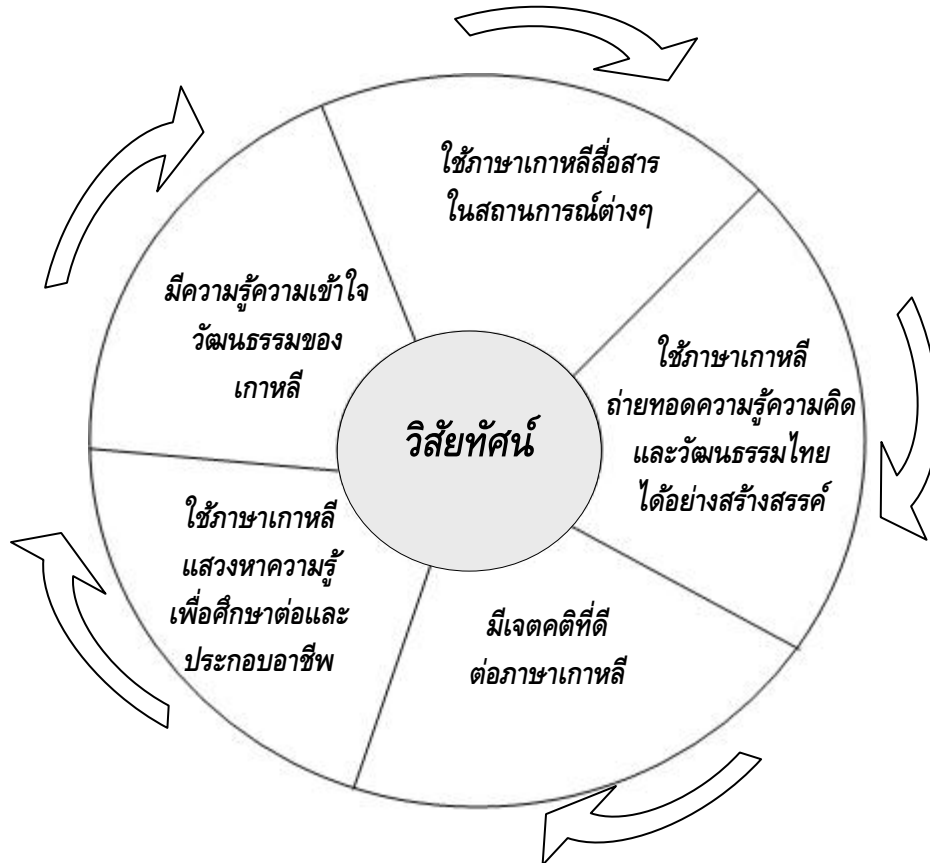 ใช้ภาษาเกาหลีสื่อสาร
ในสถานการณ์ต่างๆ
ใช้ภาษาเกาหลี
ถ่ายทอดความรู้ความคิด
และวัฒนธรรมไทย
ได้อย่างสร้างสรรค์
มีเจตคติที่ดี
ต่อภาษาเกาหลี
ใช้ภาษาเกาหลี
แสวงหาความรู้
เพื่อศึกษาต่อและ
ประกอบอาชีพ
มีความรู้ความเข้าใจ
วัฒนธรรมของ
เกาหลี
วิสัยทัศน์